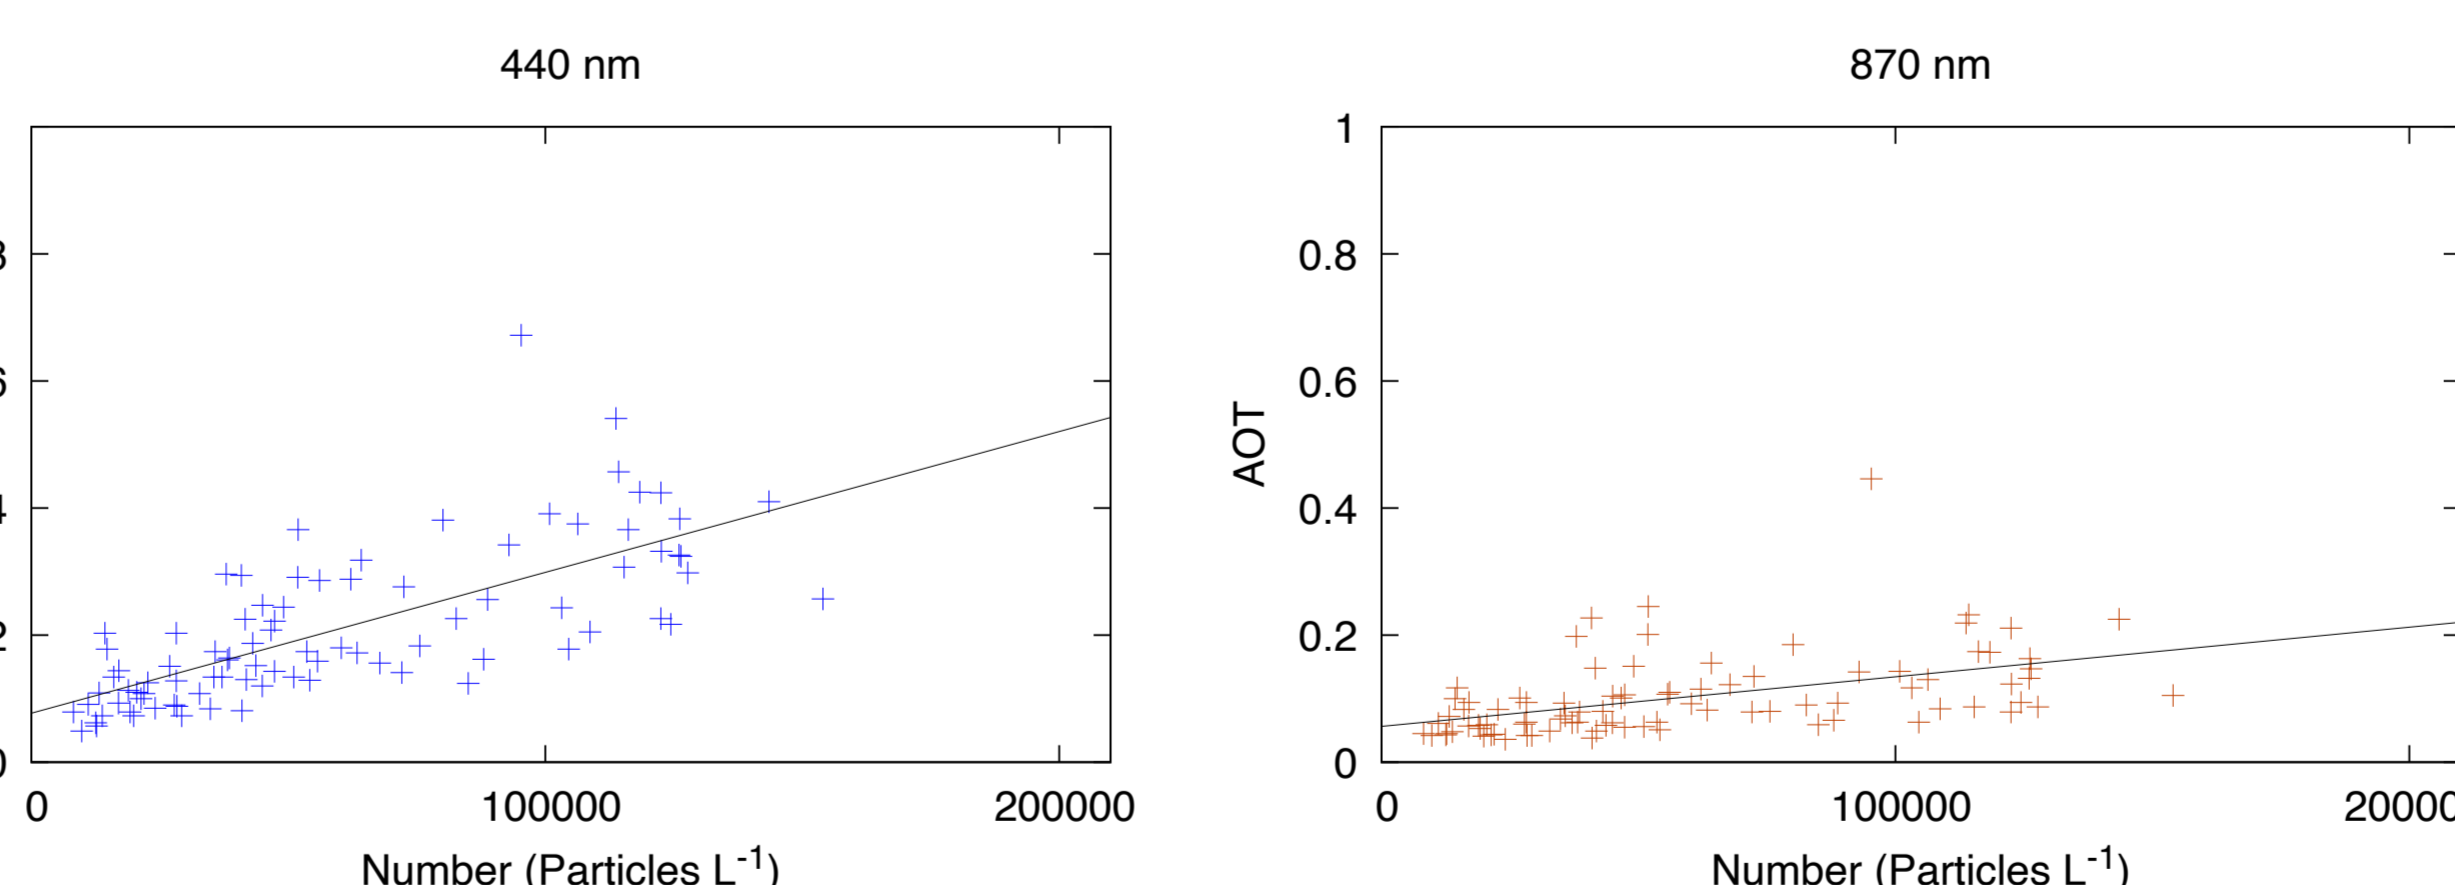 440 nm
870 nm
1
0.8
0.6
0.4
0.2
0
AOT
0
100000
200000
0
100000
Number (Particles L-1)
Number (Particles L-1)